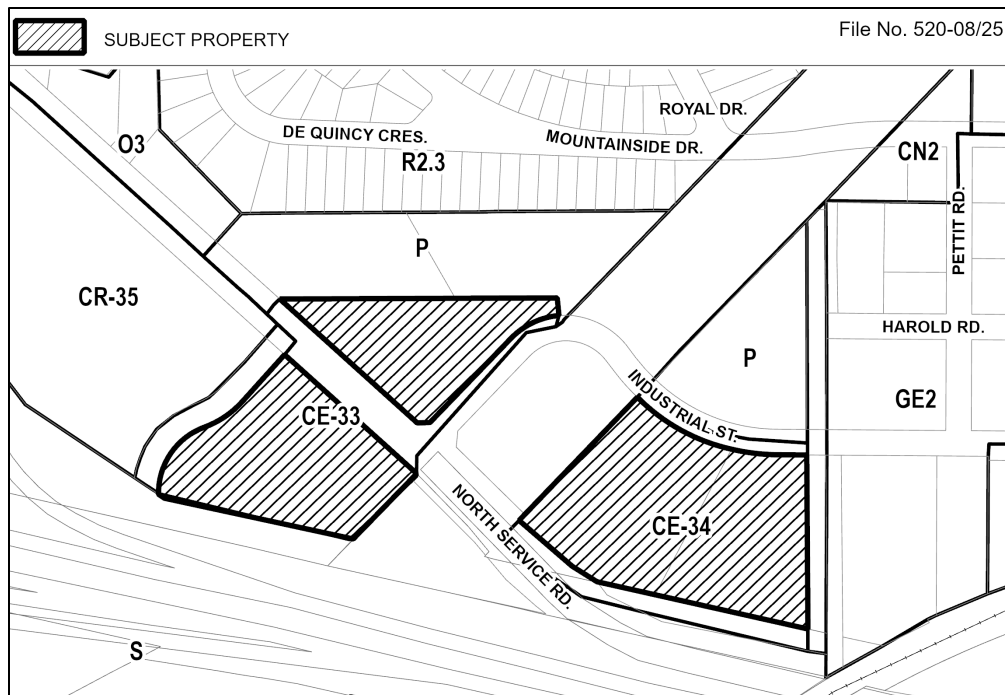 SUBJECT PROPERTY
File No. 520-08/25
ROYAL DR.
DE QUINCY CRES.
MOUNTAINSIDE DR.
O3
R2.3
CN2
PETTIT RD.
P
CR-35
HAROLD RD.
P
INDUSTRIAL ST.
GE2
CE-33
NORTH SERVICE RD.
CE-34
S